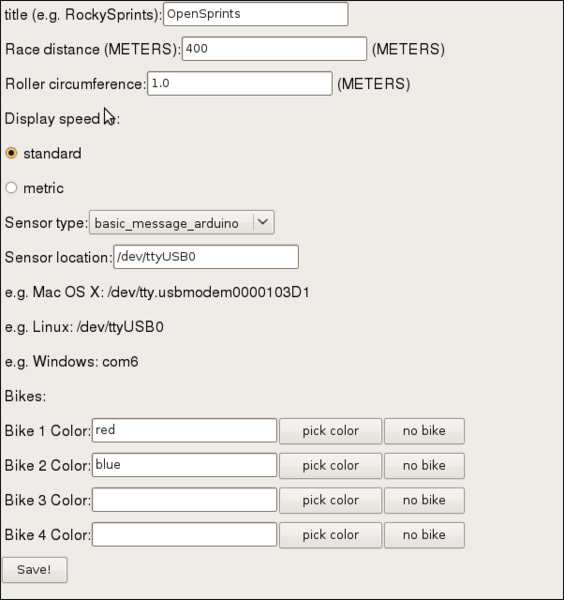 title (e.g. RockySprints): OpenSprints
Race distance (METERS): 400 (METERS)
Roller circumference: 1.0 (METERS)
Display speed :
standard
metric
Sensor type: basic_message_arduino
Sensor location: /dev/ttyUSB0
e.g. Mac OS X: /dev/tty.usbmodem0000103D1
e.g. Linux: /dev/ttyUSB0
e.g. Windows: com6
Bikes:
Bike 1 Color: red pick color no bike
Bike 2 Color: blue pick color no bike
Bike 3 Color: pick color no bike
Bike 4 Color: pick color no bike
Save!